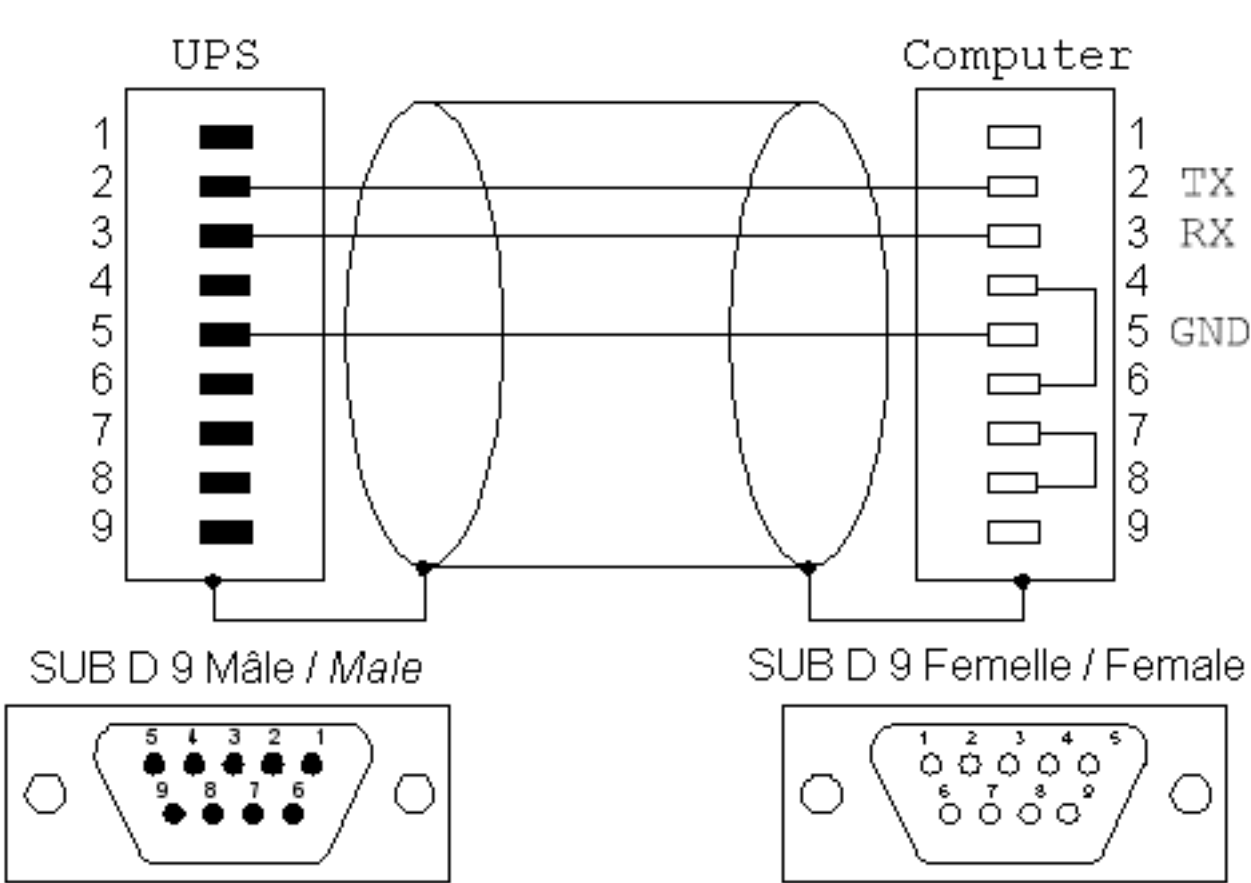 UPS Computer
1 1
2 2 TX
3 3 RX
4 4
5 5 GND
6 6
7 7
8 8
9 9
SUB D 9 Mâle / Male SUB D 9 Femelle / Female
5 4 3 2 1 1 2 3 4 5
9 8 7 6 6 7 8 9